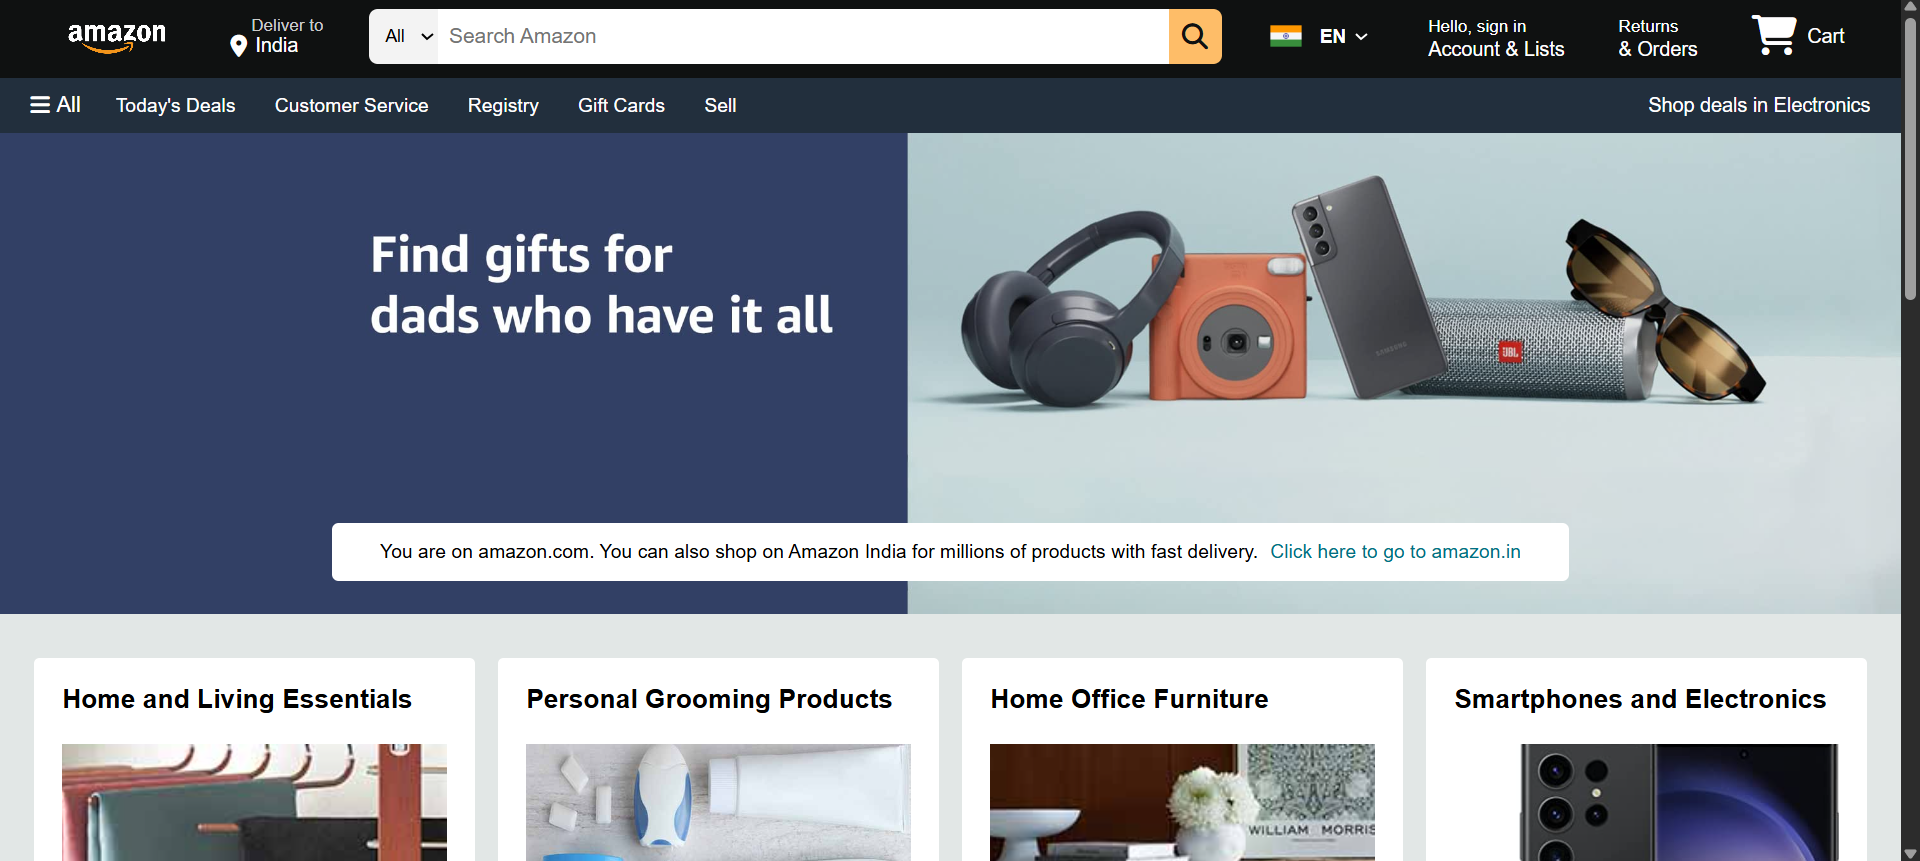 amazon
Deliver to
India
All
Search Amazon
EN
Hello, sign in
Account & Lists
Returns
& Orders
Cart
All
Today's Deals
Customer Service
Registry
Gift Cards
Sell
Shop deals in Electronics
Find gifts for
dads who have it all
SAMSUNG
JBL
You are on amazon.com. You can also shop on Amazon India for millions of products with fast delivery. Click here to go to amazon.in
Home and Living Essentials
Personal Grooming Products
Home Office Furniture
Smartphones and Electronics
WILLIAM MORRIS